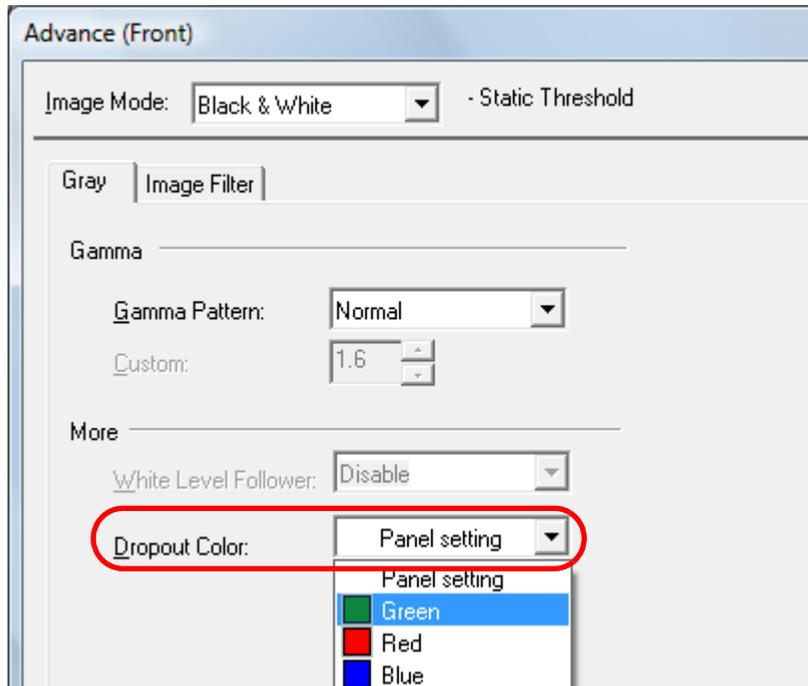 Advance (Front)
Image Mode: Black & White - Static Threshold
Gray Image Filter
Gamma
Gamma Pattern: Normal
Custom: 1.6
More
White Level Follower: Disable
Dropout Color: Panel setting
Panel setting
Green
Red
Blue